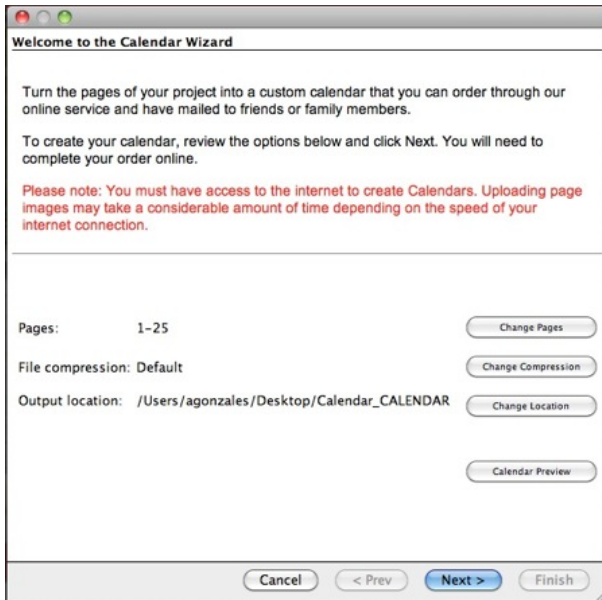 Welcome to the Calendar Wizard
Turn the pages of your project into a custom calendar that you can order through our
online service and have mailed to friends or family members.
To create your calendar, review the options below and click Next. You will need to
complete your order online.
Please note: You must have access to the internet to create Calendars. Uploading page
images may take a considerable amount of time depending on the speed of your
internet connection.
Pages: 1-25 Change Pages
File compression: Default Change Compression
Output location: /Users/agonzales/Desktop/Calendar_CALENDAR Change Location
Calendar Preview
Cancel < Prev Next > Finish